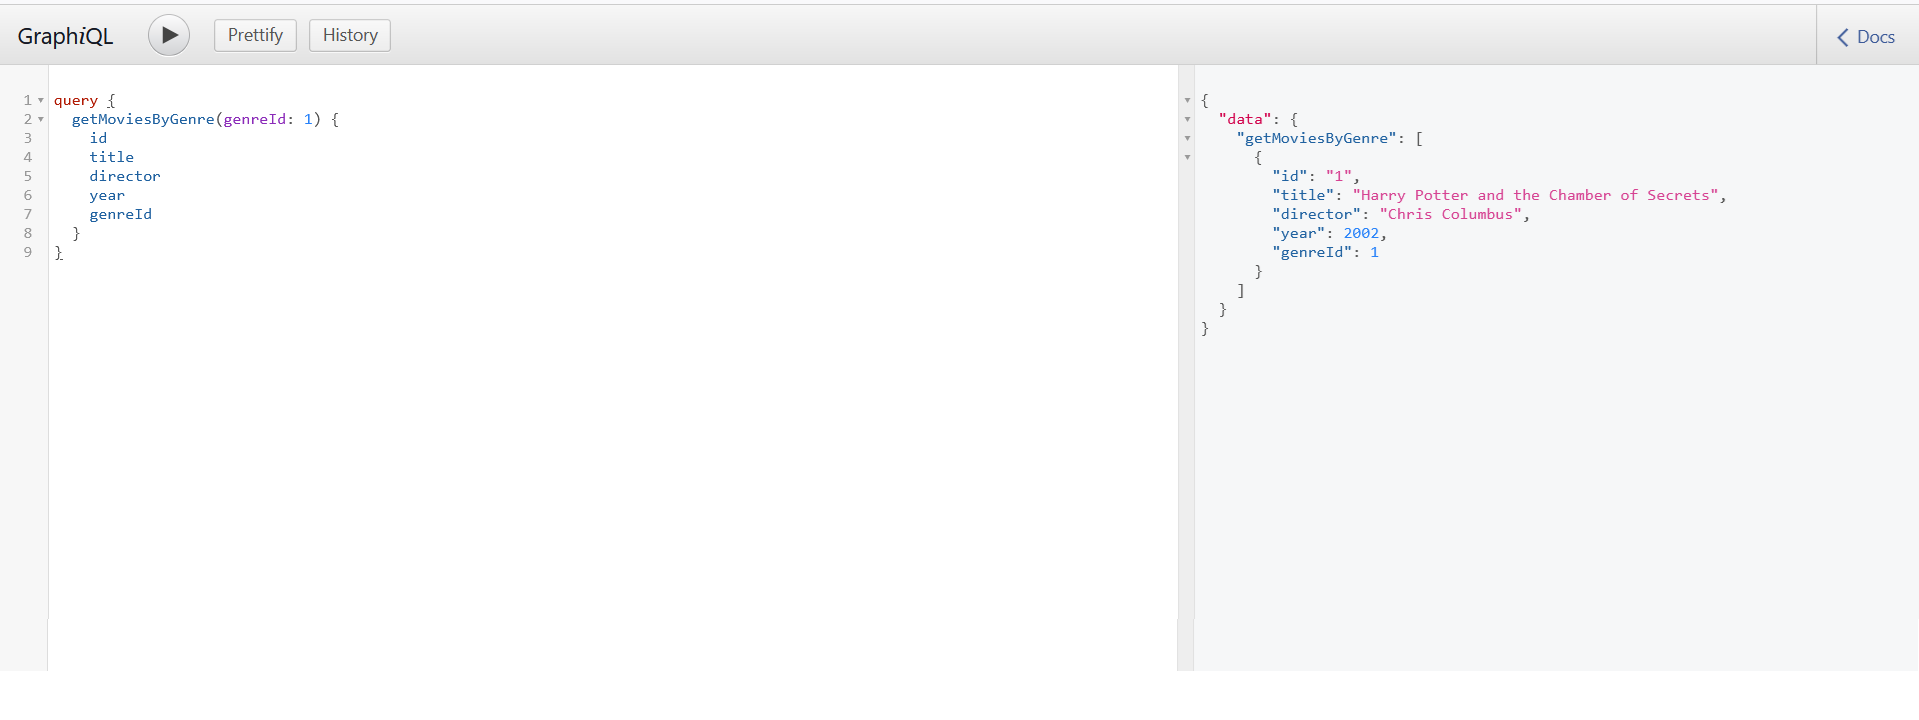 GraphiQL
Prettify
History
Docs
1 query {
2 getMoviesByGenre(genreId: 1) {
3 id
4 title
5 director
6 year
7 genreId
8 }
9 }
{
"data": {
"getMoviesByGenre": [
{
"id": "1",
"title": "Harry Potter and the Chamber of Secrets",
"director": "Chris Columbus",
"year": 2002,
"genreId": 1
}
]
}
}